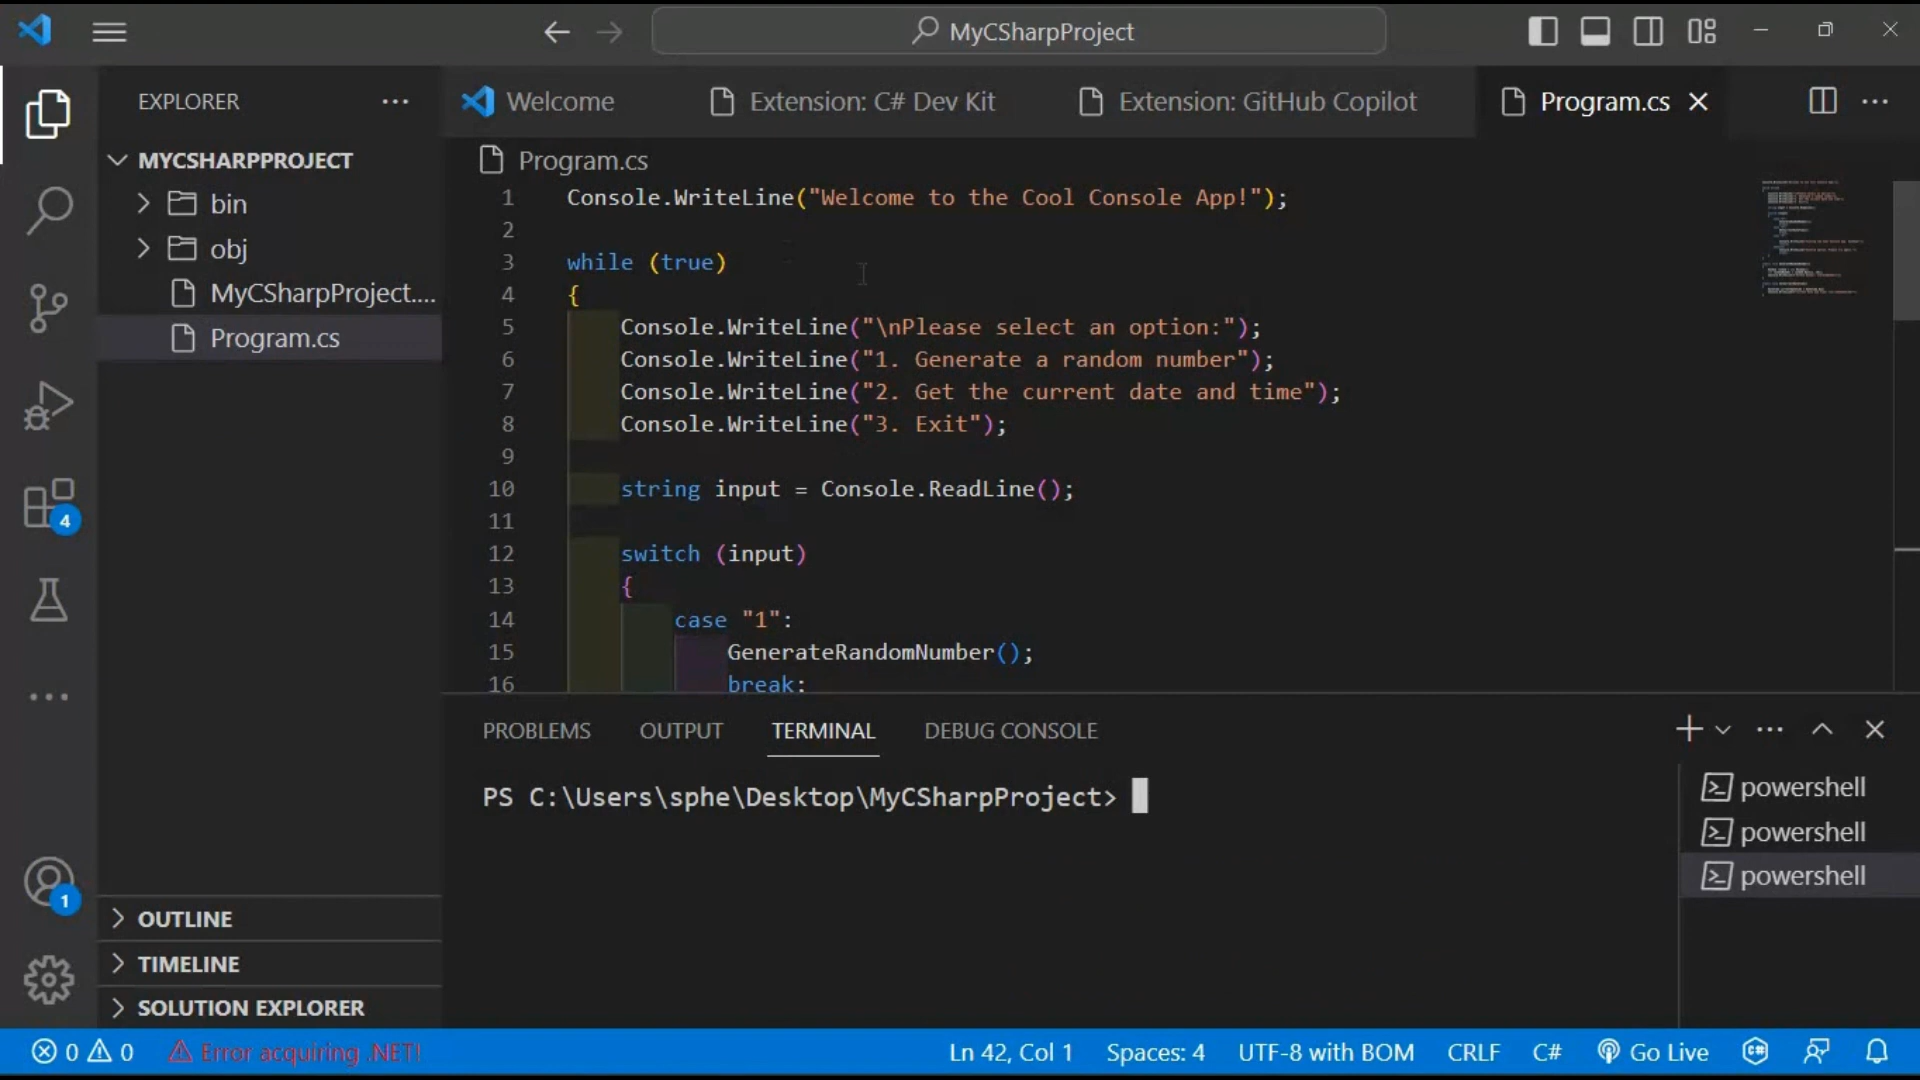 MyCSharpProject
EXPLORER
Welcome
Extension: C# Dev Kit
Extension: GitHub Copilot
Program.cs
MYCSHARPPROJECT
bin
obj
MyCSharpProject....
Program.cs
Program.cs
1 Console.WriteLine("Welcome to the Cool Console App!");
2
3 while (true)
4 {
5 Console.WriteLine("\nPlease select an option:");
6 Console.WriteLine("1. Generate a random number");
7 Console.WriteLine("2. Get the current date and time");
8 Console.WriteLine("3. Exit");
9
10 string input = Console.ReadLine();
11
12 switch (input)
13 {
14 case "1":
15 GenerateRandomNumber();
16 break;
PROBLEMS OUTPUT TERMINAL DEBUG CONSOLE
PS C:\Users\sphe\Desktop\MyCSharpProject>
powershell
powershell
powershell
4
1
OUTLINE
TIMELINE
SOLUTION EXPLORER
0 0 Error acquiring .NET! Ln 42, Col 1 Spaces: 4 UTF-8 with BOM CRLF C# Go Live